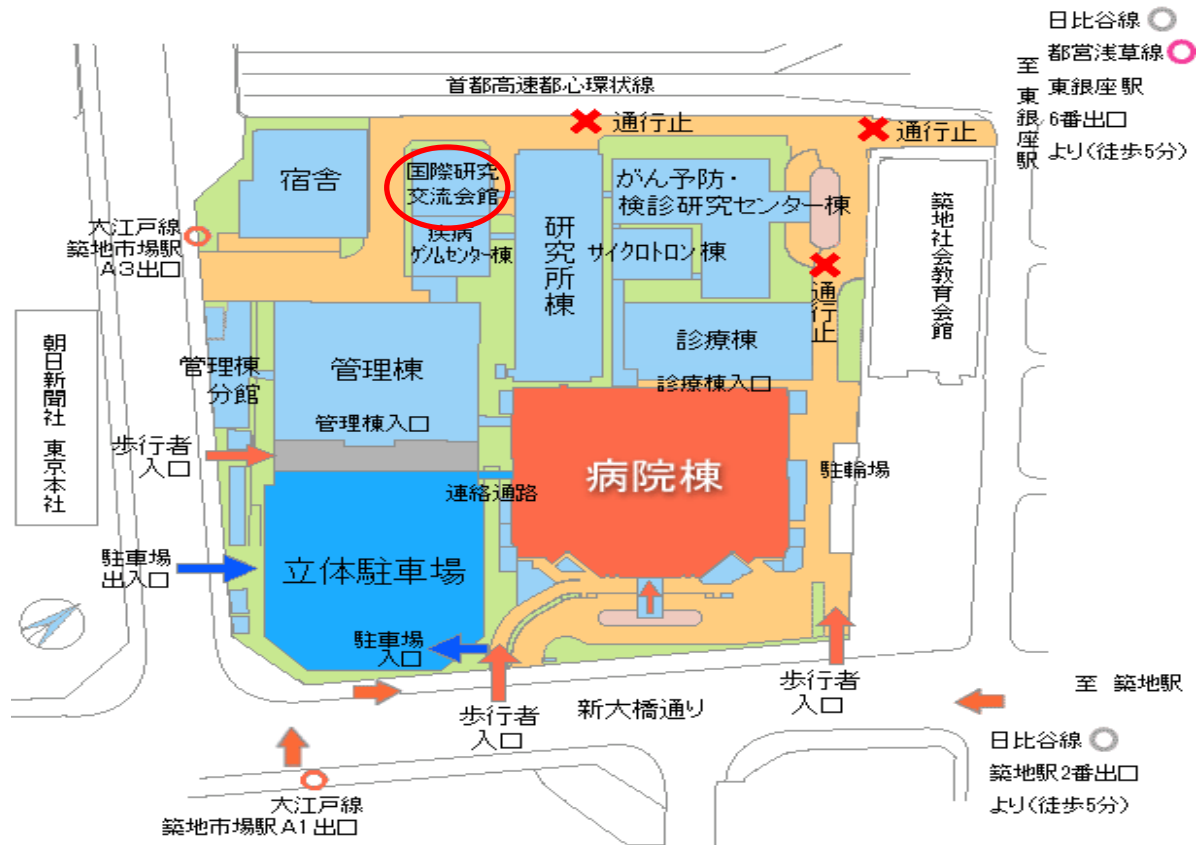 日比谷線
都営浅草線
至 東銀座駅
東銀座駅
6番出口
より(徒歩5分)
首都高速都心環状線
通行止
通行止
宿舎
国際研究
交流会館
がん予防・
検診研究センター棟
研究所棟
疾病
ゲノムセンター棟
サイクロトロン棟
通行止
築地社会教育会館
大江戸線
築地市場駅
A3出口
朝日新聞社 東京本社
管理棟
分館
管理棟
管理棟入口
診療棟
診療棟入口
歩行者
入口
病院棟
駐輪場
連絡通路
駐車場
出入口
立体駐車場
駐車場
入口
歩行者
入口
新大橋通り
歩行者
入口
至 築地駅
日比谷線
築地駅2番出口
より(徒歩5分)
大江戸線
築地市場駅A1出口